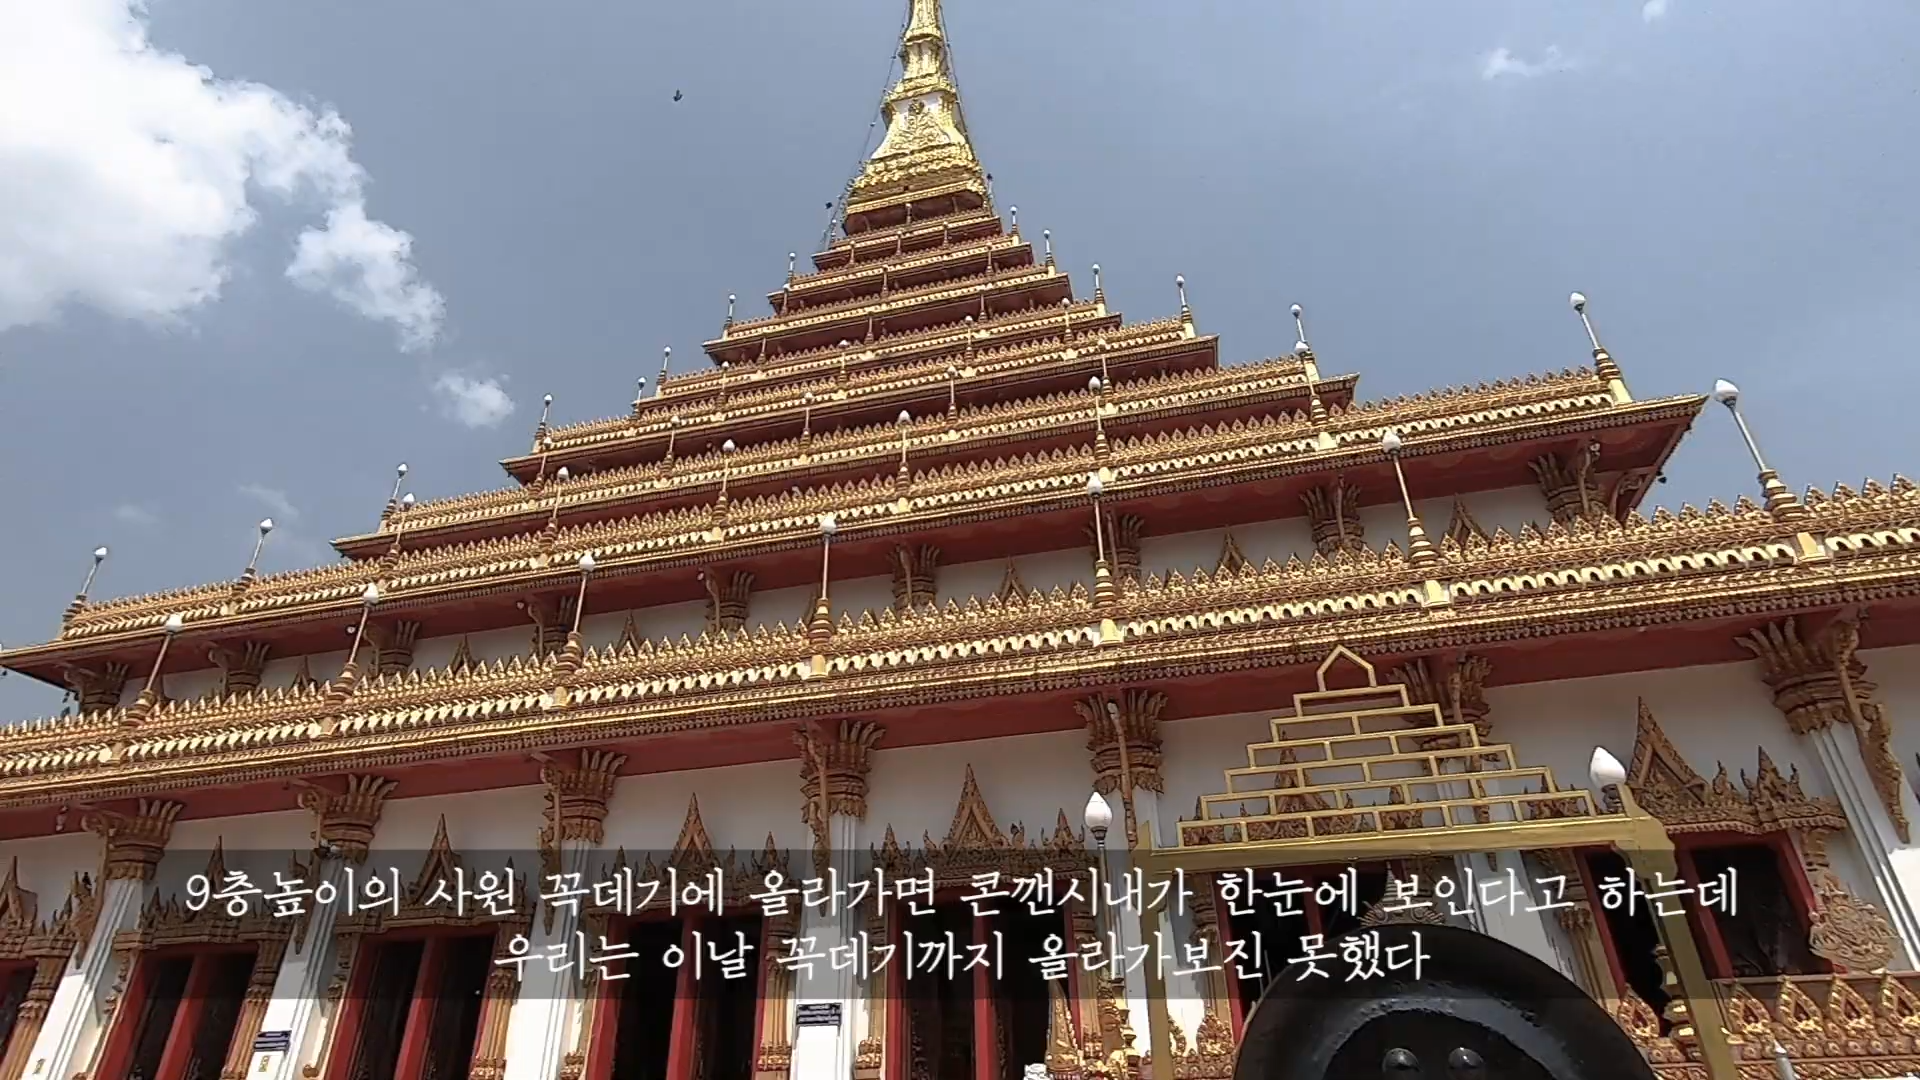 9층높이의 사원 꼭데기에 올라가면 콘깬시내가 한눈에 보인다고 하는데
우리는 이날 꼭데기까지 올라가보진 못했다